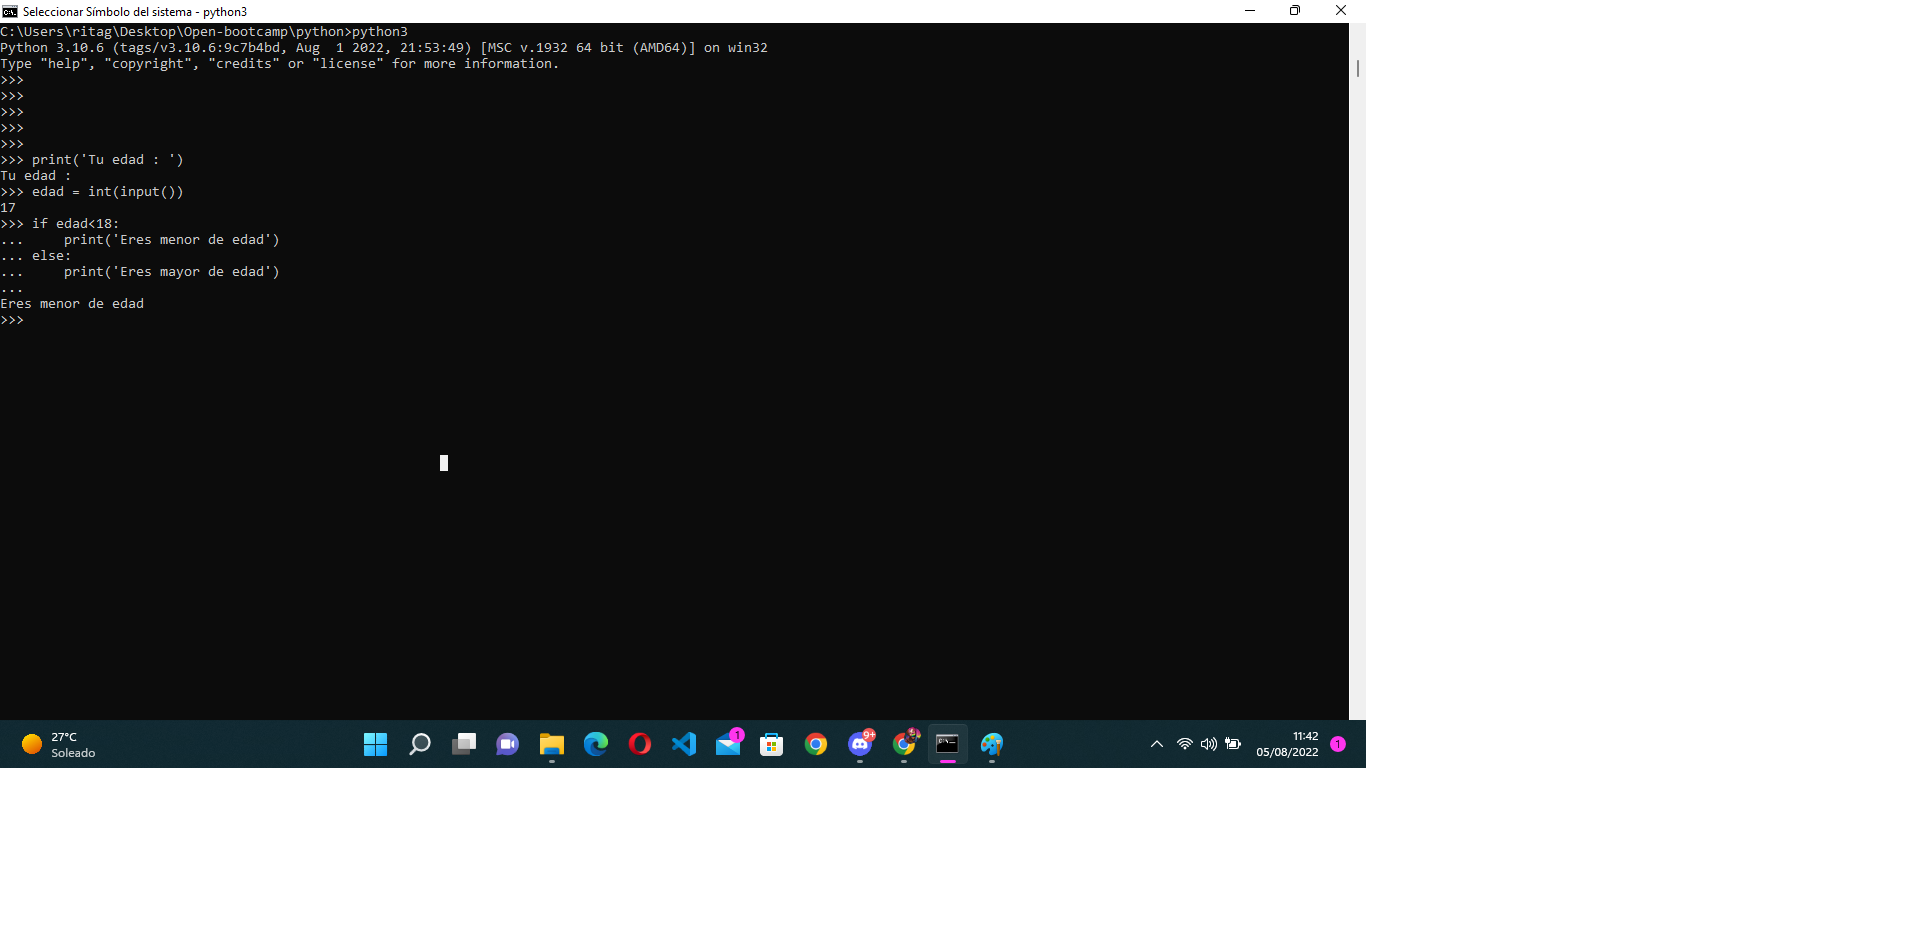 Seleccionar Símbolo del sistema - python3
C:\Users\ritag\Desktop\Open-bootcamp\python>python3
Python 3.10.6 (tags/v3.10.6:9c7b4bd, Aug  1 2022, 21:53:49) [MSC v.1932 64 bit (AMD64)] on win32
Type "help", "copyright", "credits" or "license" for more information.
>>>
>>>
>>>
>>>
>>>
>>> print('Tu edad : ')
Tu edad :
>>> edad = int(input())
17
>>> if edad<18:
...     print('Eres menor de edad')
... else:
...     print('Eres mayor de edad')
...
Eres menor de edad
>>>
27°C
Soleado
1
9+
11:42
05/08/2022
1